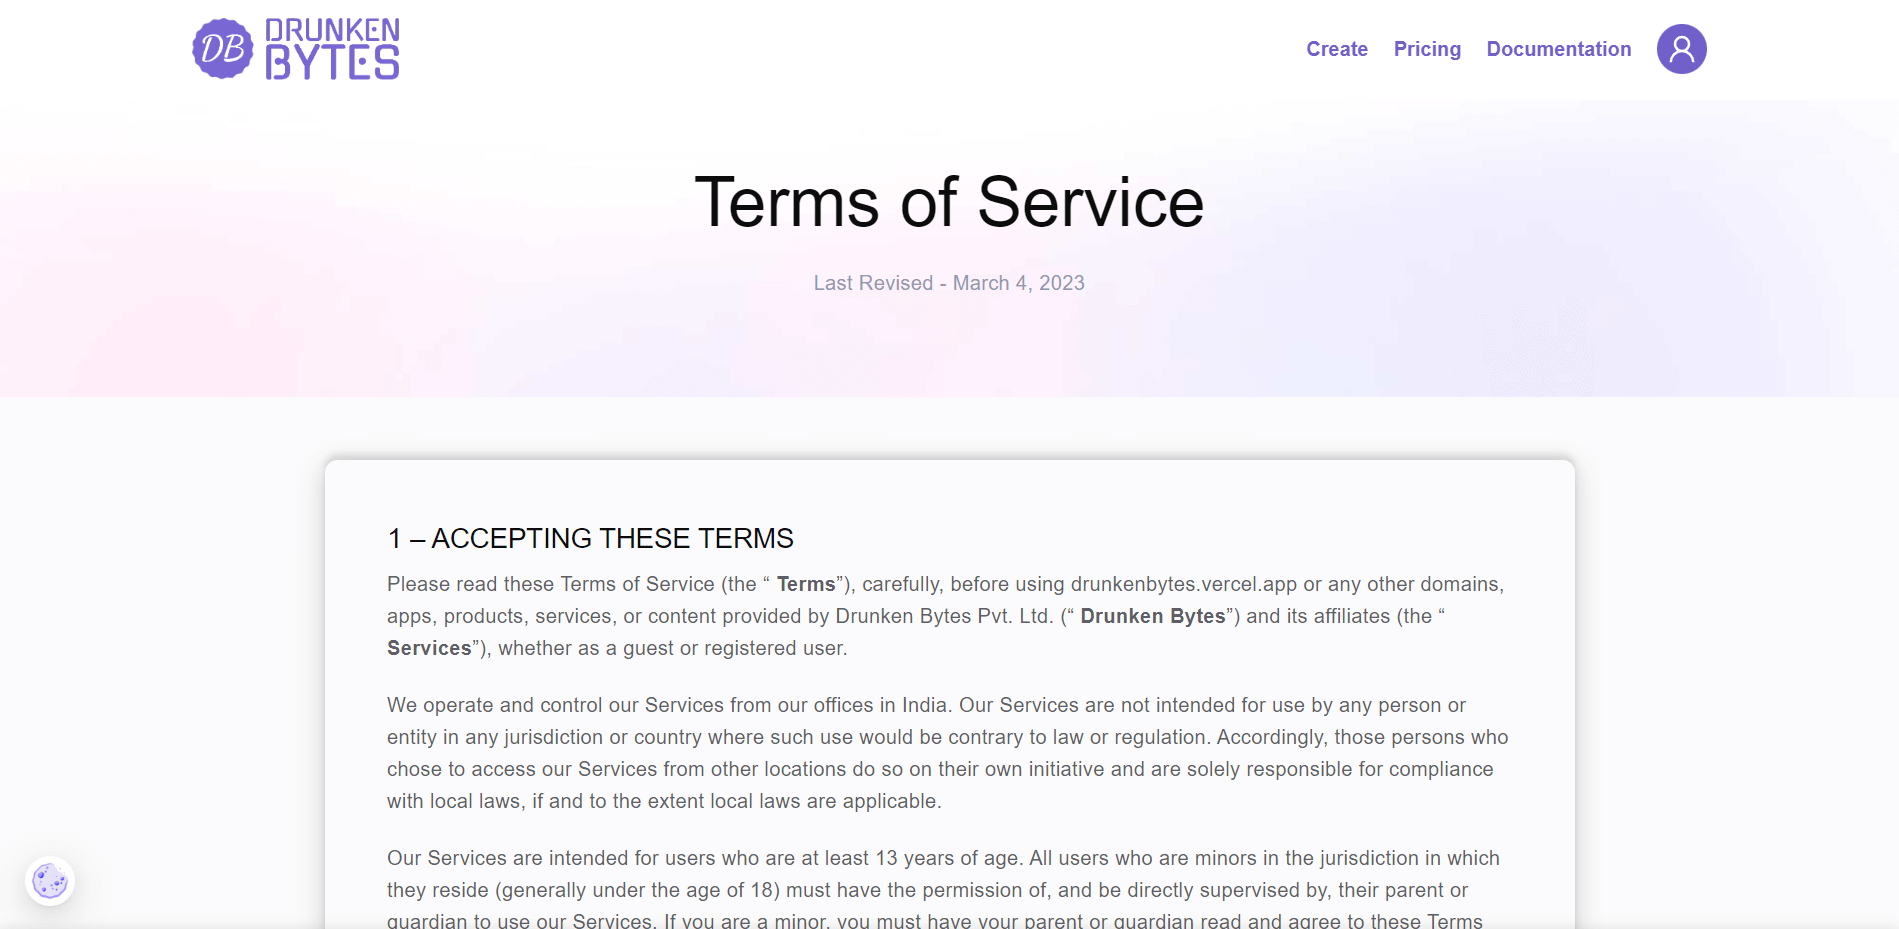 DB DRUNKEN
BYTES
Create Pricing Documentation
Terms of Service
Last Revised - March 4, 2023
1 – ACCEPTING THESE TERMS
Please read these Terms of Service (the “ Terms”), carefully, before using drunkenbytes.vercel.app or any other domains,
apps, products, services, or content provided by Drunken Bytes Pvt. Ltd. (“ Drunken Bytes”) and its affiliates (the “
Services”), whether as a guest or registered user.
We operate and control our Services from our offices in India. Our Services are not intended for use by any person or
entity in any jurisdiction or country where such use would be contrary to law or regulation. Accordingly, those persons who
chose to access our Services from other locations do so on their own initiative and are solely responsible for compliance
with local laws, if and to the extent local laws are applicable.
Our Services are intended for users who are at least 13 years of age. All users who are minors in the jurisdiction in which
they reside (generally under the age of 18) must have the permission of, and be directly supervised by, their parent or
guardian to use our Services. If you are a minor, you must have your parent or guardian read and agree to these Terms